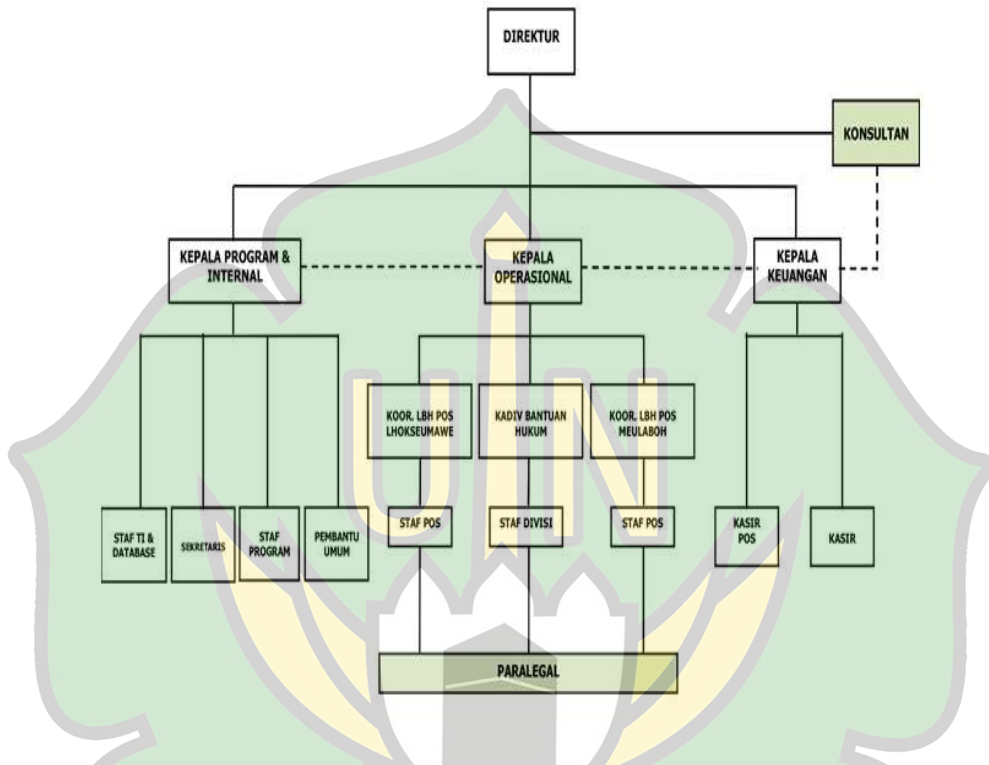 DIREKTUR
KONSULTAN
KEPALA PROGRAM &
INTERNAL
KEPALA
OPERASIONAL
KEPALA
KEUANGAN
KOOR. LBH POS
LHOKSEUMAWE
KADIV BANTUAN
HUKUM
KOOR. LBH POS
MEULABOH
STAF TI &
DATABASE
SEKRETARIS
STAF
PROGRAM
PEMBANTU
UMUM
STAF POS
STAF DIVISI
STAF POS
KASIR
POS
KASIR
PARALEGAL
UIN